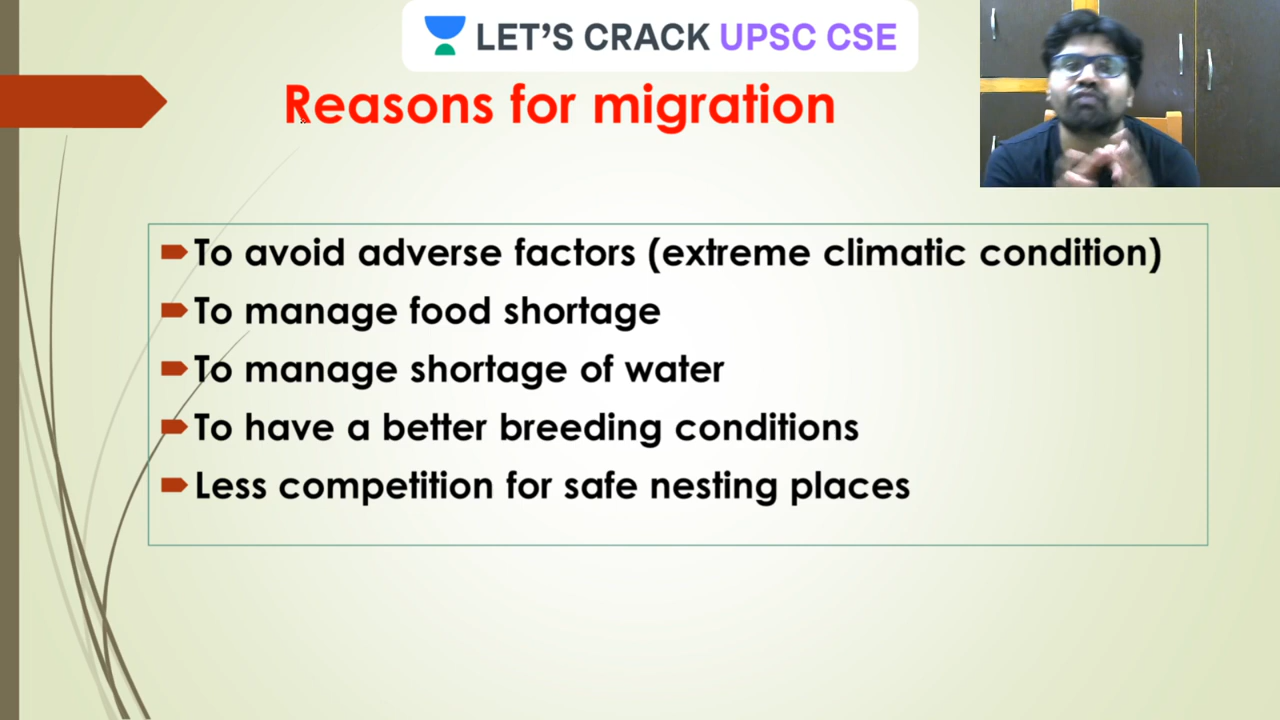 LET'S CRACK UPSC CSE
Reasons for migration
To avoid adverse factors (extreme climatic condition)
To manage food shortage
To manage shortage of water
To have a better breeding conditions
Less competition for safe nesting places